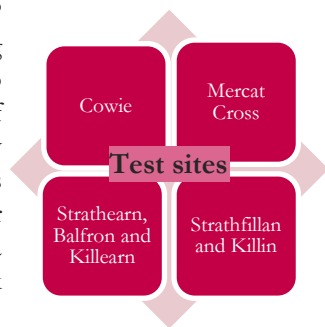 Cowie
Mercat
Cross
Test sites
Strathearn,
Balfron and
Killearn
Strathfillan
and Killin